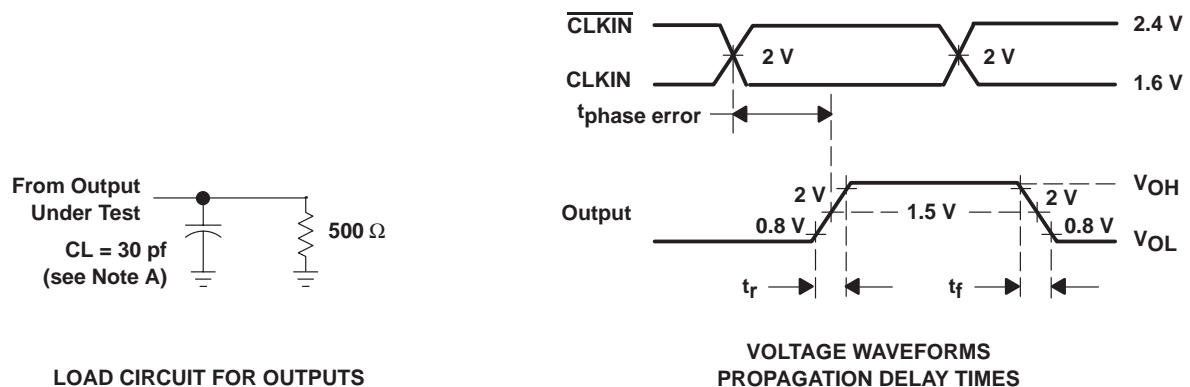 From Output
Under Test
CL = 30 pf
(see Note A)
500 Ω
LOAD CIRCUIT FOR OUTPUTS
CLKIN
CLKIN
2 V
2 V
2.4 V
1.6 V
tphase error
Output
2 V
0.8 V
1.5 V
2 V
0.8 V
VOH
VOL
tr
tf
VOLTAGE WAVEFORMS
PROPAGATION DELAY TIMES